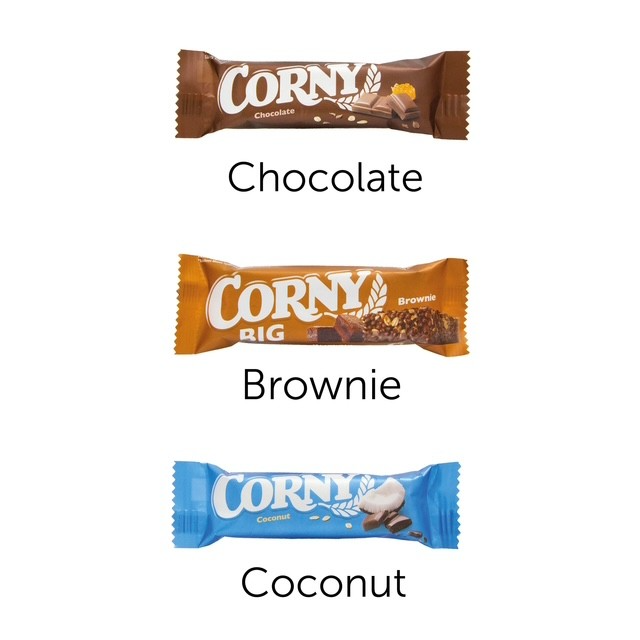 CORNY
Chocolate
Chocolate
CORNY
Brownie
BIG
Brownie
CORNY
Coconut
Coconut